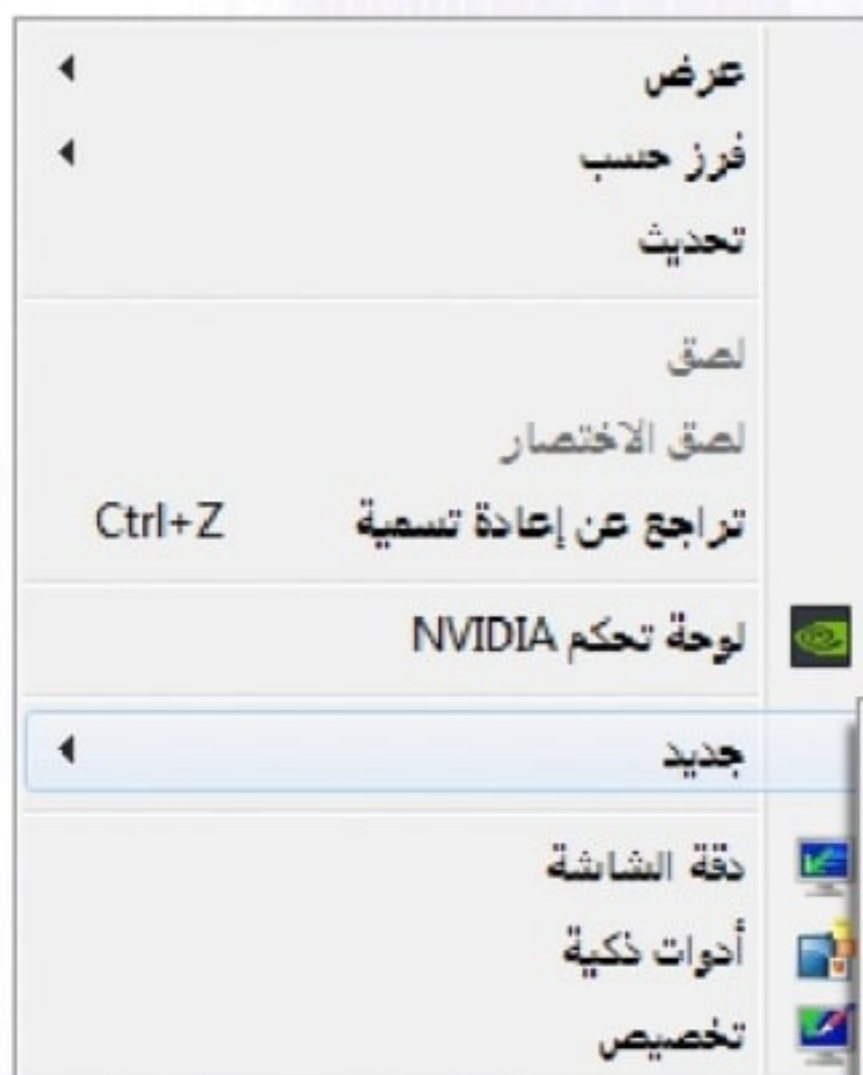 عرض
فرز حسب
تحديث
لصق
لصق الاختصار
تراجع عن إعادة تسمية Ctrl+Z
لوحة تحكم NVIDIA
جديد
دقة الشاشة
أدوات ذكية
تخصيص